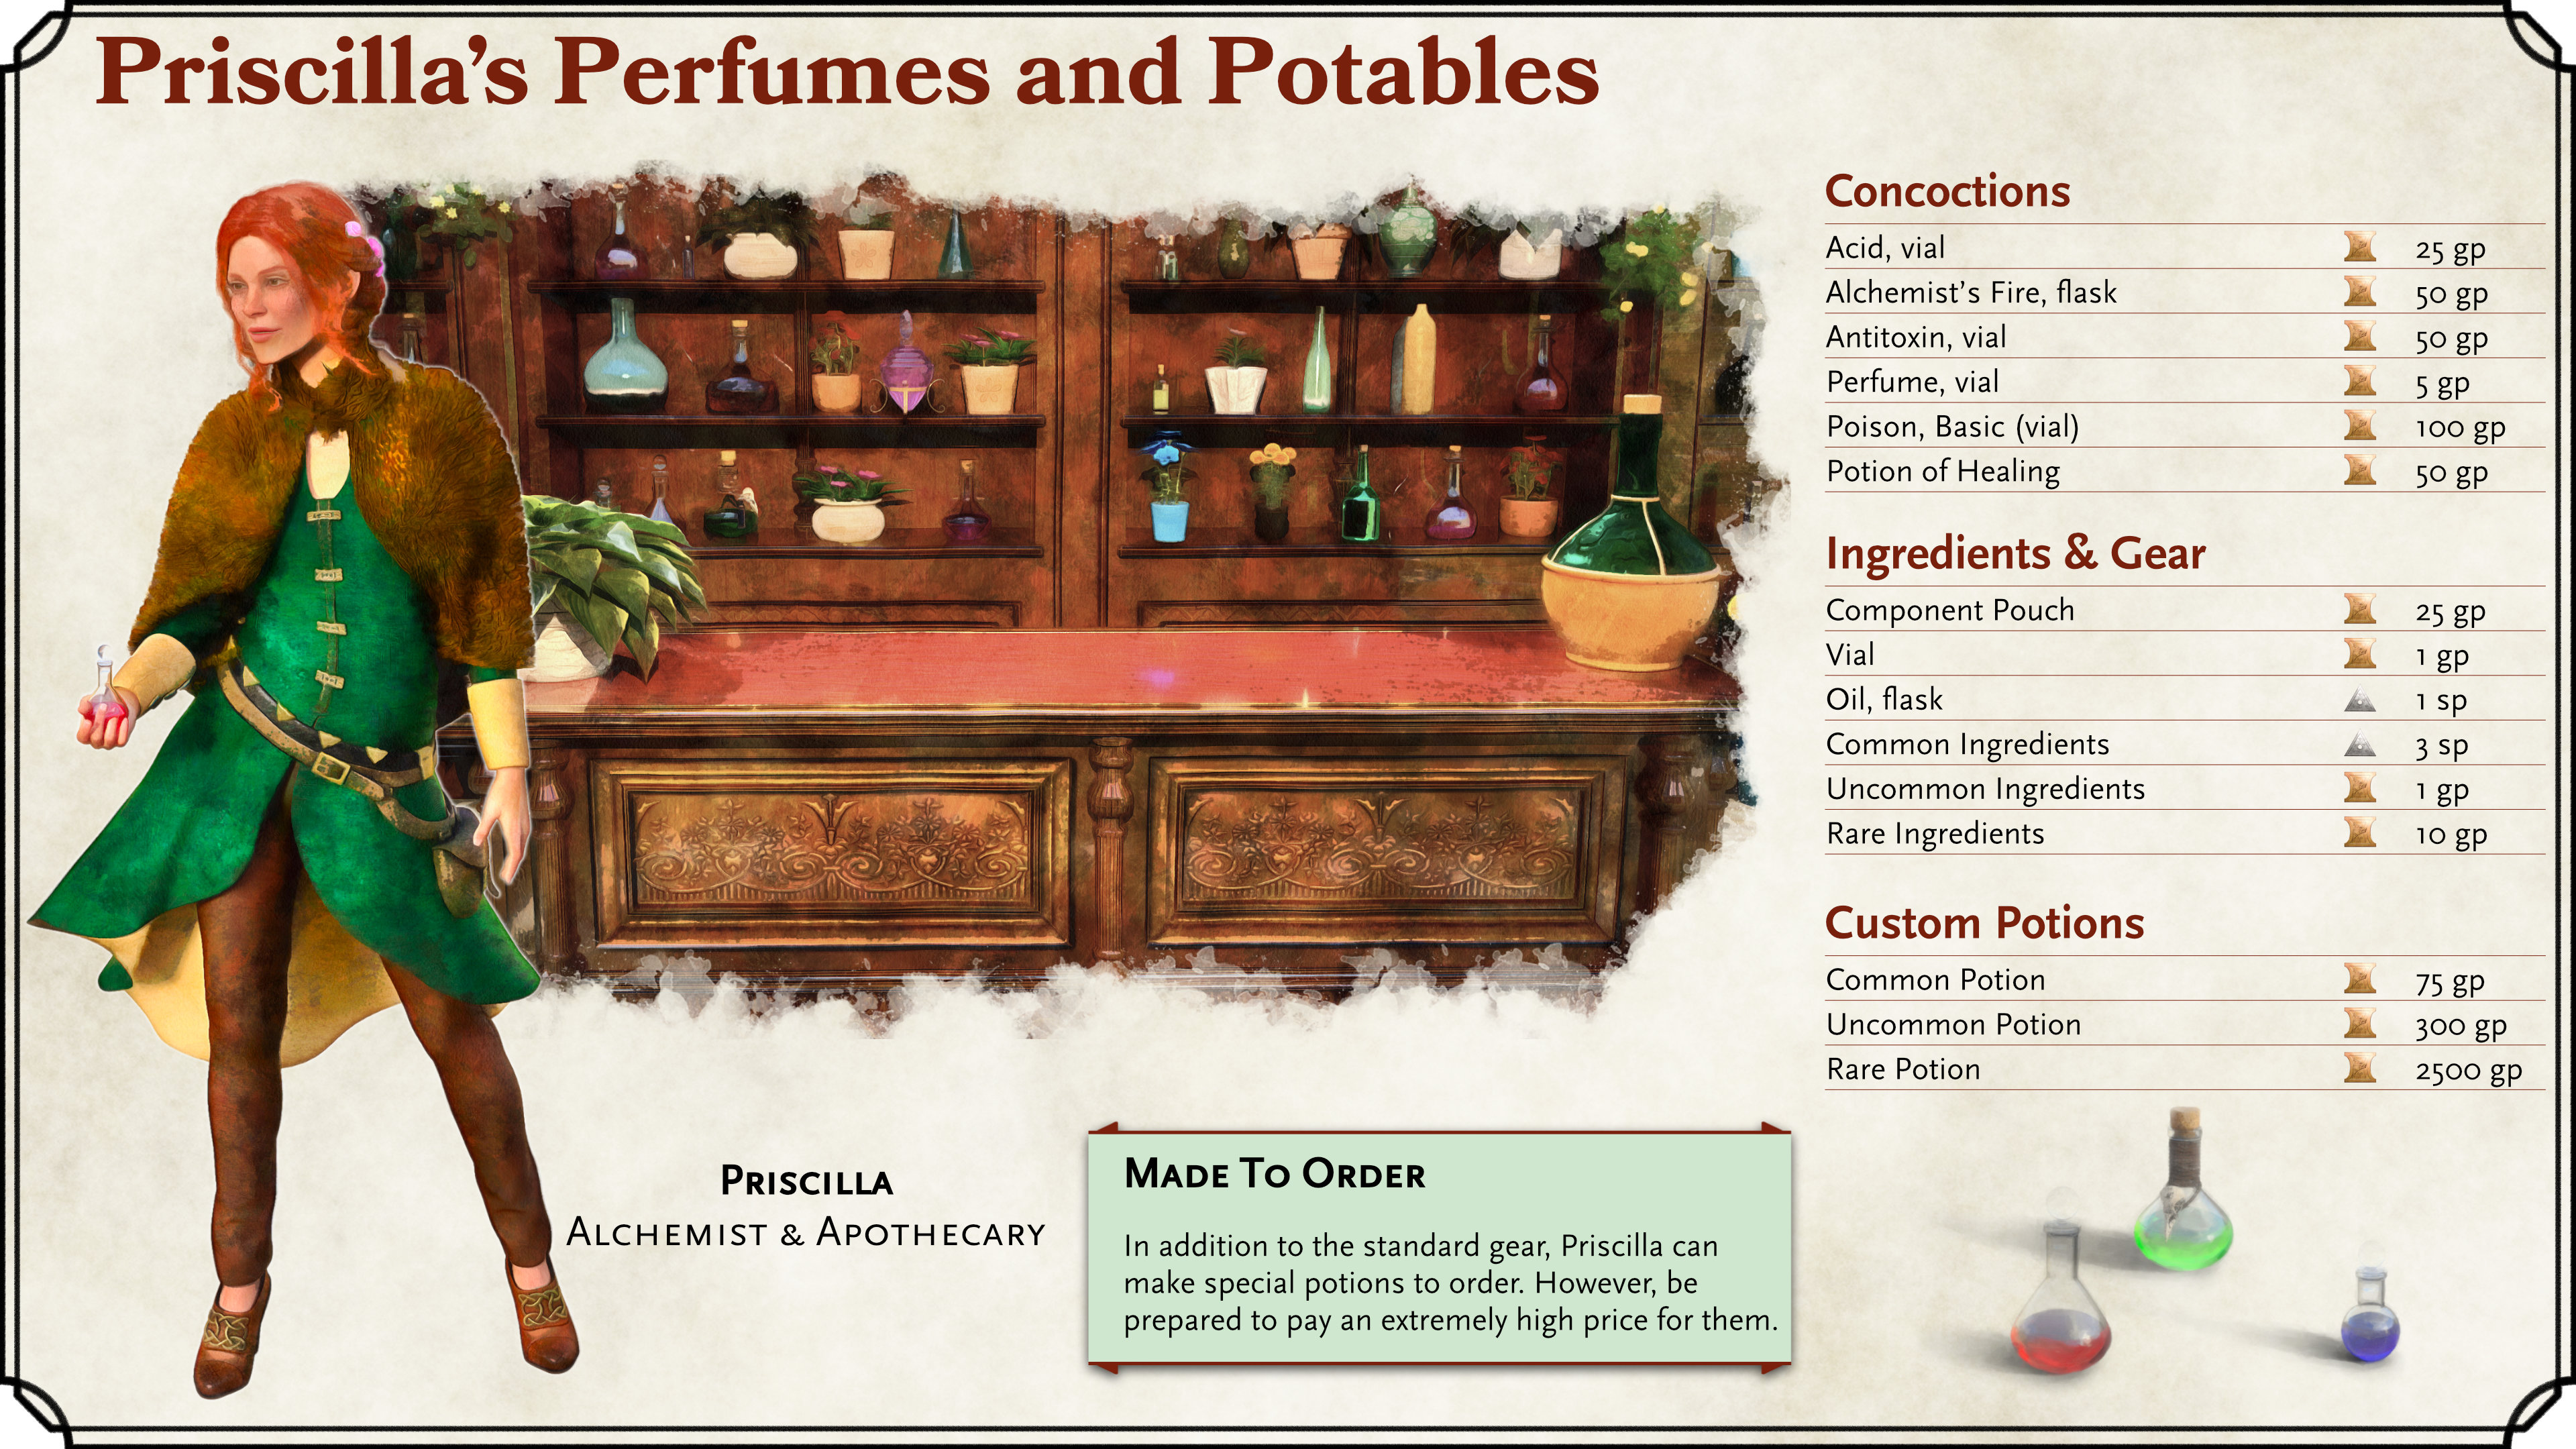 Priscilla’s Perfumes and Potables
Concoctions
Acid, vial 25 gp
Alchemist’s Fire, flask 50 gp
Antitoxin, vial 50 gp
Perfume, vial 5 gp
Poison, Basic (vial) 100 gp
Potion of Healing 50 gp
Ingredients & Gear
Component Pouch 25 gp
Vial 1 gp
Oil, flask 1 sp
Common Ingredients 3 sp
Uncommon Ingredients 1 gp
Rare Ingredients 10 gp
Custom Potions
Common Potion 75 gp
Uncommon Potion 300 gp
Rare Potion 2500 gp
Priscilla
Alchemist & Apothecary
Made To Order
In addition to the standard gear, Priscilla can
make special potions to order. However, be
prepared to pay an extremely high price for them.